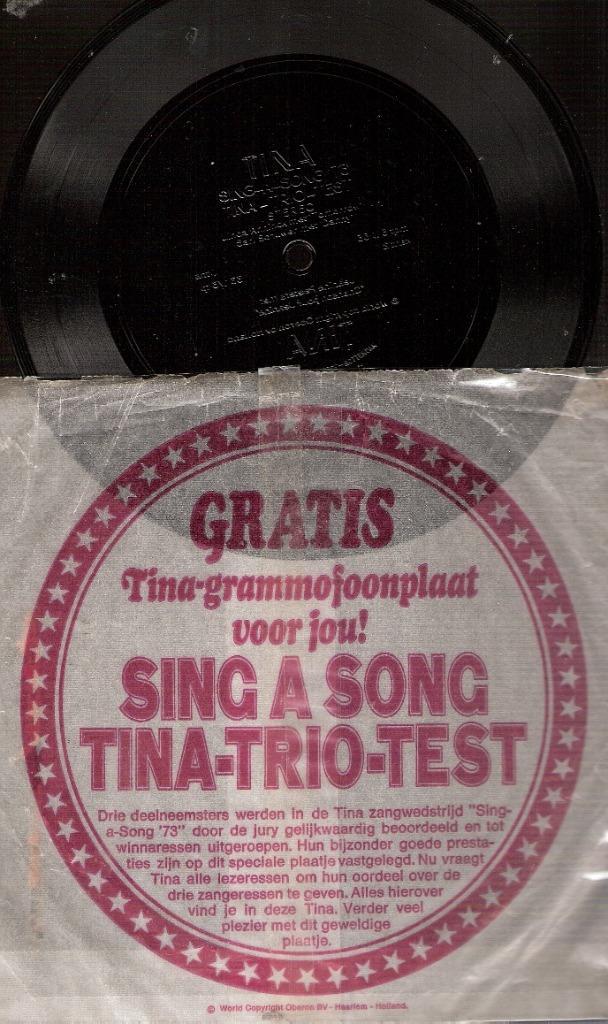 TINA
SING-A-SONG '73
"TINA-TRIO-TEST"
STEREO
GRATIS
Tina-grammofoonplaat
voor jou!
SING A SONG
TINA-TRIO-TEST
Drie deelneemsters werden in de Tina zangwedstrijd "Sing-
a-Song '73" door de jury gelijkwaardig beoordeeld en tot
winnaressen uitgeroepen. Hun bijzonder goede presta-
ties zijn op dit speciale plaatje vastgelegd. Nu vraagt
Tina alle lezeressen om hun oordeel over de
drie zangeressen te geven. Alles hierover
vind je in deze Tina. Verder veel
plezier met dit geweldige
plaatje.
© World Copyright Oberon BV - Haarlem - Holland.